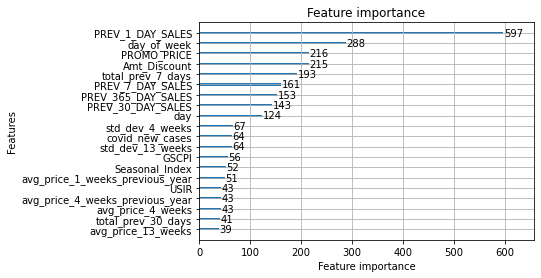 Feature importance
PREV_1_DAY_SALES 597
day_of_week 288
PROMO_PRICE 216
Amt_Discount 215
total_prev_7_days 193
PREV_7_DAY_SALES 161
PREV_365_DAY_SALES 153
PREV_30_DAY_SALES 143
day 124
std_dev_4_weeks 67
covid_new_cases 64
std_dev_13_weeks 64
GSCPI 56
Seasonal_Index 52
avg_price_1_weeks_previous_year 51
USIR 43
avg_price_4_weeks_previous_year 43
avg_price_4_weeks 43
total_prev_30_days 41
avg_price_13_weeks 39
Features
0 100 200 300 400 500 600
Feature importance